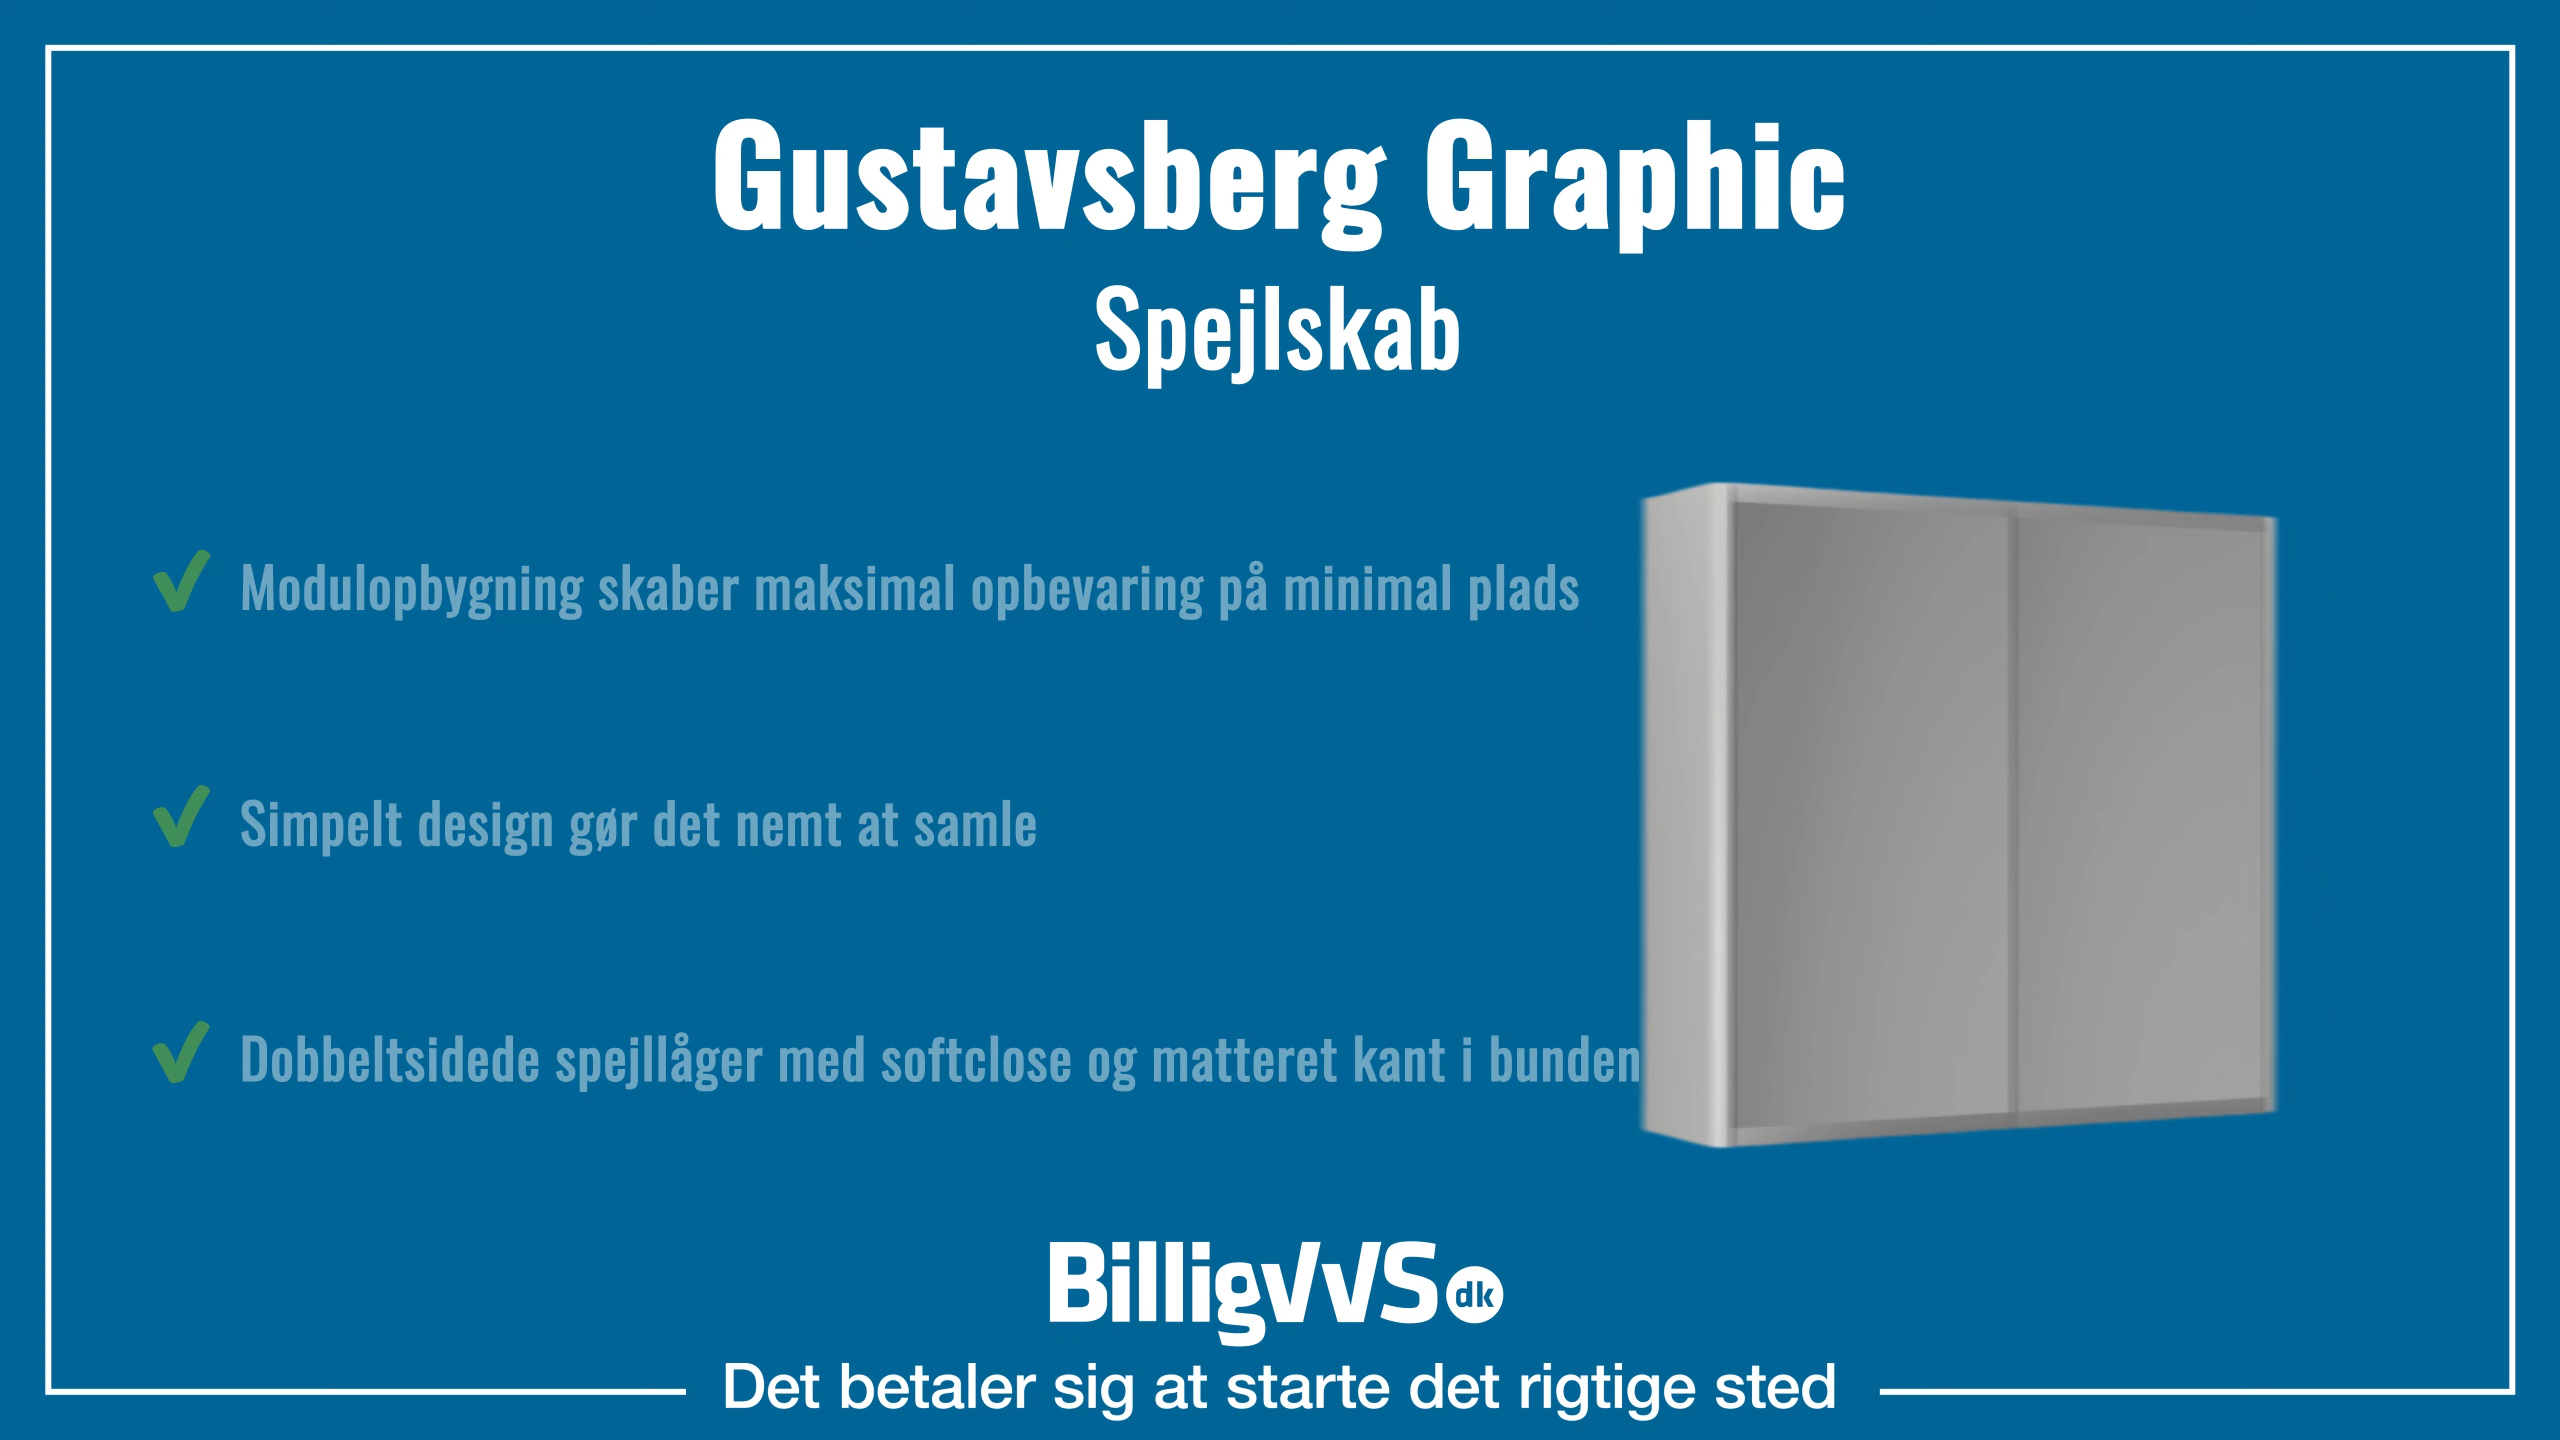 Gustavsberg Graphic
Spejlskab
Modulopbygning skaber maksimal opbevaring på minimal plads
Simpelt design gør det nemt at samle
Dobbeltsidede spejllåger med softclose og matteret kant i bunden
BilligVVS dk
Det betaler sig at starte det rigtige sted